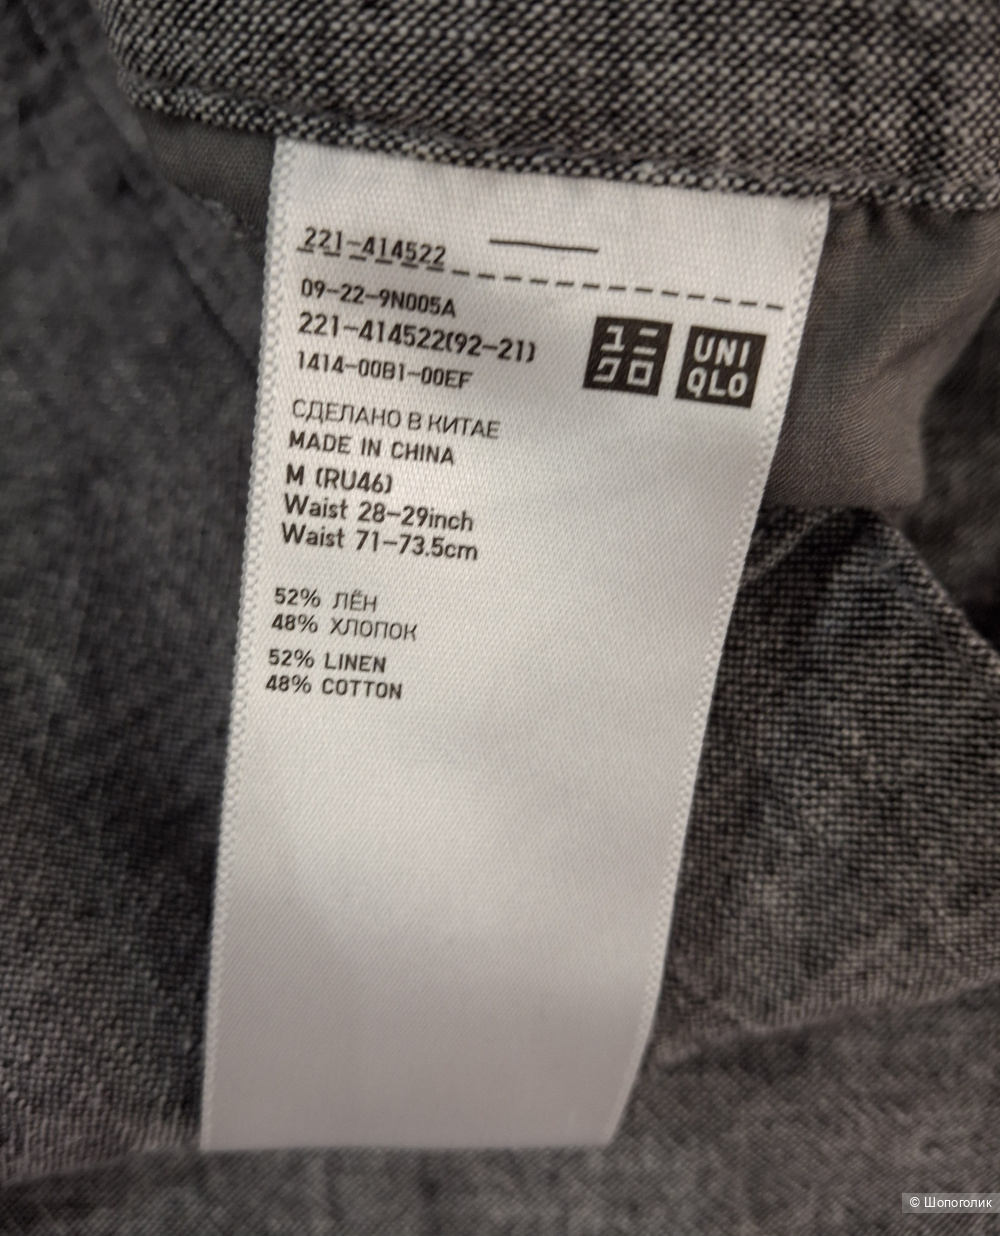 221-414522
09-22-9N005A
221-414522(92-21)
1414-00B1-00EF
ユニ
クロ
UNI
QLO
СДЕЛАНО В КИТАЕ
MADE IN CHINA
M (RU46)
Waist 28-29inch
Waist 71-73.5cm
52% ЛЁН
48% ХЛОПОК
52% LINEN
48% COTTON
© Шопоголик